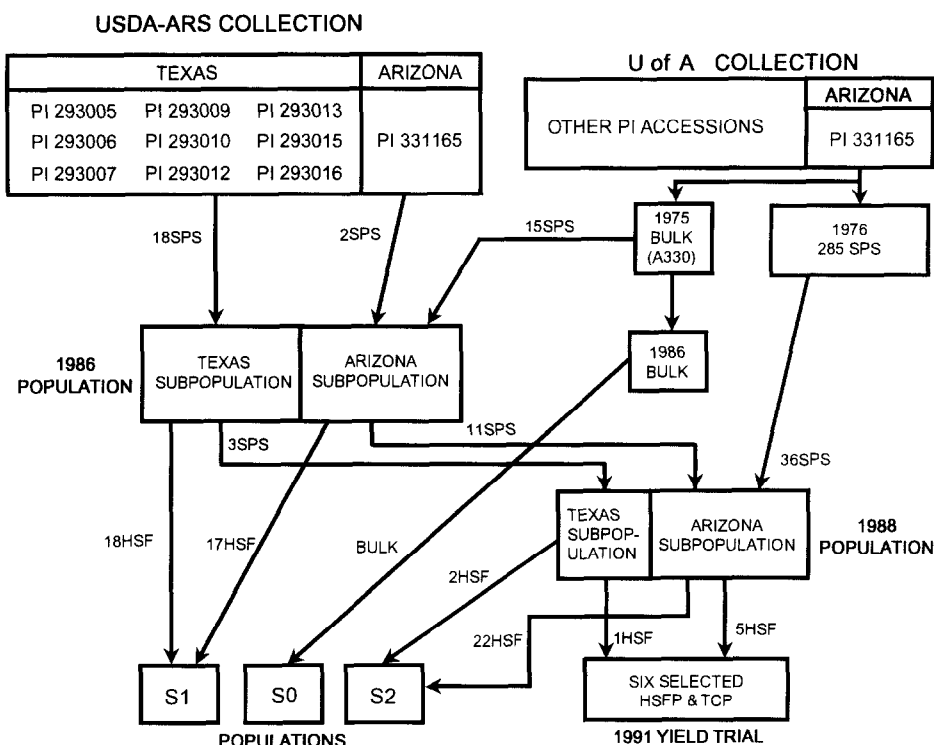 USDA-ARS COLLECTION
TEXAS
ARIZONA
PI 293005 PI 293009 PI 293013
PI 293006 PI 293010 PI 293015
PI 293007 PI 293012 PI 293016
PI 331165
U of A COLLECTION
OTHER PI ACCESSIONS
ARIZONA
PI 331165
18SPS
2SPS
15SPS
1975
BULK
(A330)
1976
285 SPS
1986
POPULATION
TEXAS
SUBPOPULATION
ARIZONA
SUBPOPULATION
1986
BULK
3SPS
11SPS
36SPS
TEXAS
SUBPOP-
ULATION
ARIZONA
SUBPOPULATION
1988
POPULATION
18HSF
17HSF
BULK
2HSF
22HSF
1HSF
5HSF
S1
S0
S2
SIX SELECTED
HSFP & TCP
POPULATIONS
1991 YIELD TRIAL